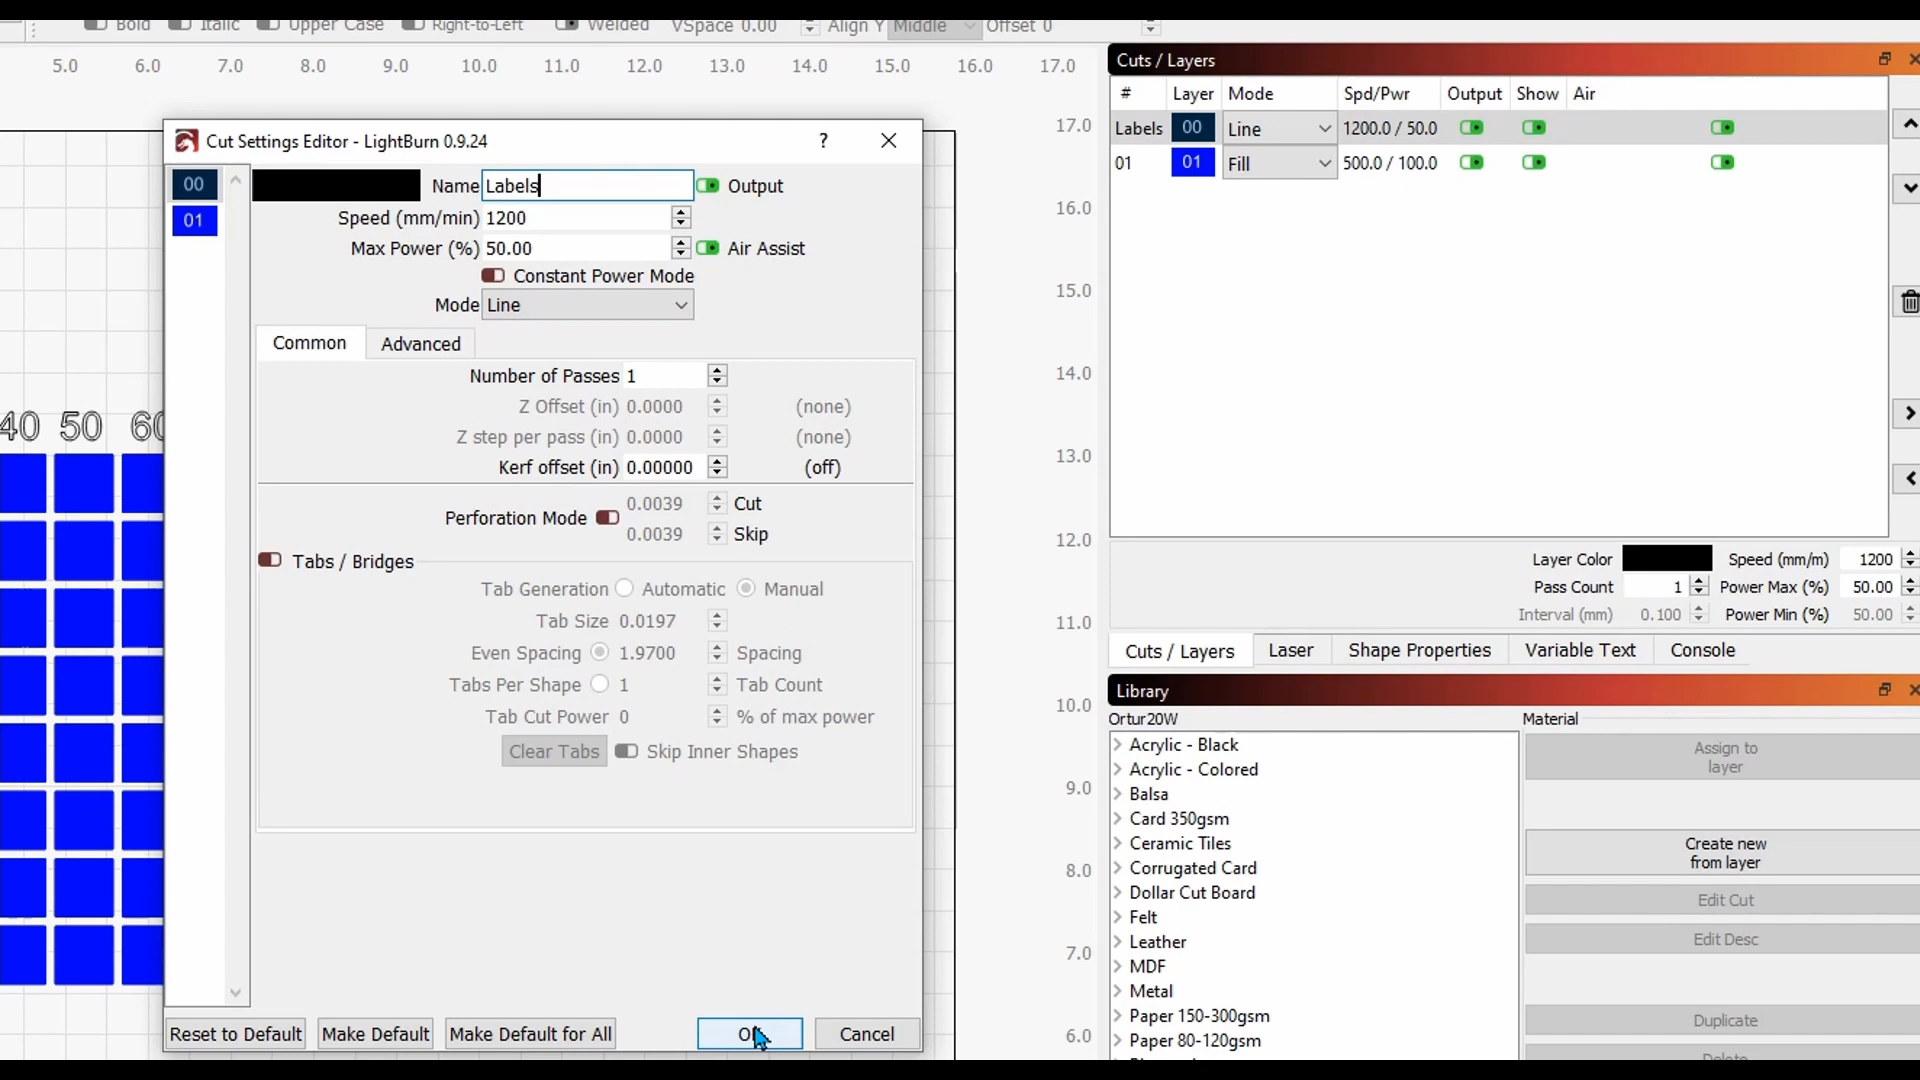 Bold Italic Upper Case Right-to-Left Welded VSpace 0.00 Align Y Middle Offset 0
5.0 6.0 7.0 8.0 9.0 10.0 11.0 12.0 13.0 14.0 15.0 16.0 17.0
Cuts / Layers
# Layer Mode Spd/Pwr Output Show Air
Labels 00 Line 1200.0 / 50.0
01 01 Fill 500.0 / 100.0
17.0
16.0
15.0
14.0
13.0
12.0
11.0
10.0
9.0
8.0
7.0
6.0
40 50 60
Cut Settings Editor - LightBurn 0.9.24 ?
00
01
Name Labels Output
Speed (mm/min) 1200
Max Power (%) 50.00 Air Assist
Constant Power Mode
Mode Line
Common Advanced
Number of Passes 1
Z Offset (in) 0.0000 (none)
Z step per pass (in) 0.0000 (none)
Kerf offset (in) 0.00000 (off)
Perforation Mode 0.0039 Cut
0.0039 Skip
Tabs / Bridges
Tab Generation Automatic Manual
Tab Size 0.0197
Even Spacing 1.9700 Spacing
Tabs Per Shape 1 Tab Count
Tab Cut Power 0 % of max power
Clear Tabs Skip Inner Shapes
Reset to Default Make Default Make Default for All OK Cancel
Layer Color Speed (mm/m) 1200
Pass Count 1 Power Max (%) 50.00
Interval (mm) 0.100 Power Min (%) 50.00
Cuts / Layers Laser Shape Properties Variable Text Console
Library
Ortur20W Material
Acrylic - Black
Acrylic - Colored
Balsa
Card 350gsm
Ceramic Tiles
Corrugated Card
Dollar Cut Board
Felt
Leather
MDF
Metal
Paper 150-300gsm
Paper 80-120gsm
Assign to
layer
Create new
from layer
Edit Cut
Edit Desc
Duplicate
Delete